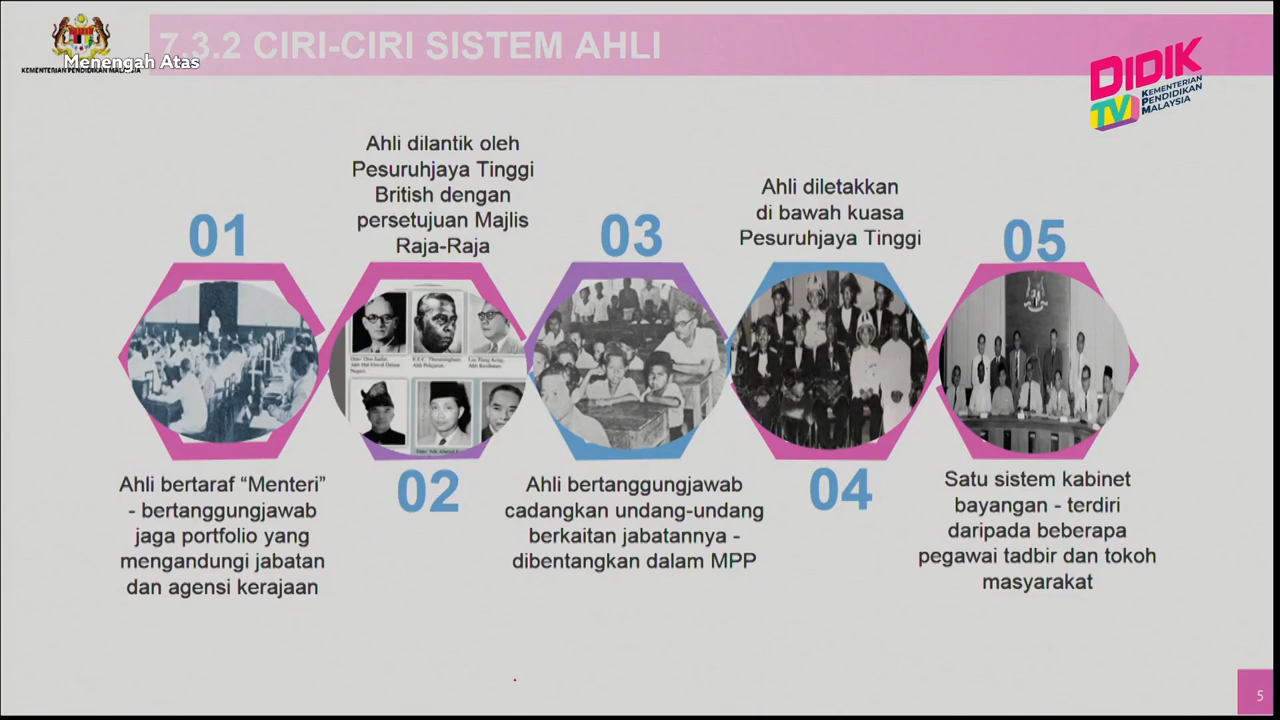 7.3.2 CIRI-CIRI SISTEM AHLI
Menengah Atas
KEMENTERIAN PENDIDIKAN MALAYSIA
DIDIK
TV
KEMENTERIAN
PENDIDIKAN
MALAYSIA
01
Ahli bertaraf “Menteri”
- bertanggungjawab
jaga portfolio yang
mengandungi jabatan
dan agensi kerajaan
Ahli dilantik oleh
Pesuruhjaya Tinggi
British dengan
persetujuan Majlis
Raja-Raja
02
03
Ahli bertanggungjawab
cadangkan undang-undang
berkaitan jabatannya -
dibentangkan dalam MPP
Ahli diletakkan
di bawah kuasa
Pesuruhjaya Tinggi
04
05
Satu sistem kabinet
bayangan - terdiri
daripada beberapa
pegawai tadbir dan tokoh
masyarakat
5